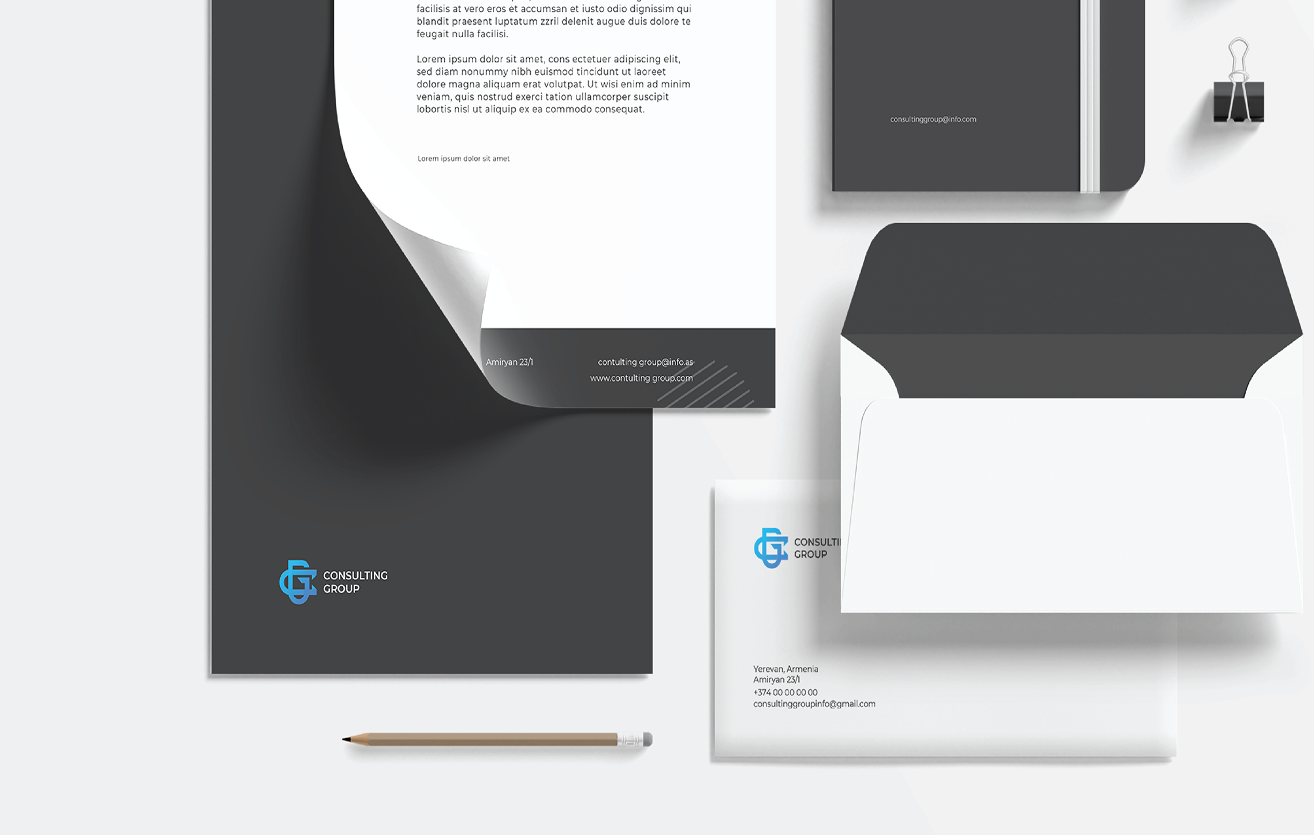 facilisis at vero eros et accumsan et iusto odio dignissim qui
blandit praesent luptatum zzril delenit augue duis dolore te
feugait nulla facilisi.
Lorem ipsum dolor sit amet, cons ectetuer adipiscing elit,
sed diam nonummy nibh euismod tincidunt ut laoreet
dolore magna aliquam erat volutpat. Ut wisi enim ad minim
veniam, quis nostrud exerci tation ullamcorper suscipit
lobortis nisl ut aliquip ex ea commodo consequat.
Lorem ipsum dolor sit amet
Amiryan 23/1
contulting group@info.as
www.contulting group.com
consultinggroup@info.com
CONSULTING
GROUP
CONSULTI
GROUP
Yerevan, Armenia
Amiryan 23/1
+374 00 00 00 00
consultinggroupinfo@gmail.com